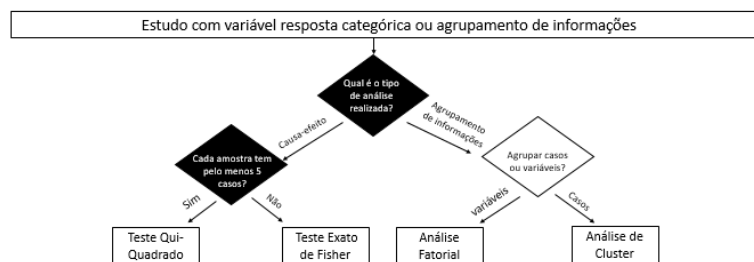 Estudo com variável resposta categórica ou agrupamento de informações
Qual é o tipo
de análise
realizada?
Causa-efeito
Agrupamento
de informações
Cada amostra tem
pelo menos 5
casos?
Agrupar casos
ou variáveis?
Sim
Não
variáveis
Casos
Teste Qui-
Quadrado
Teste Exato
de Fisher
Análise
Fatorial
Análise de
Cluster